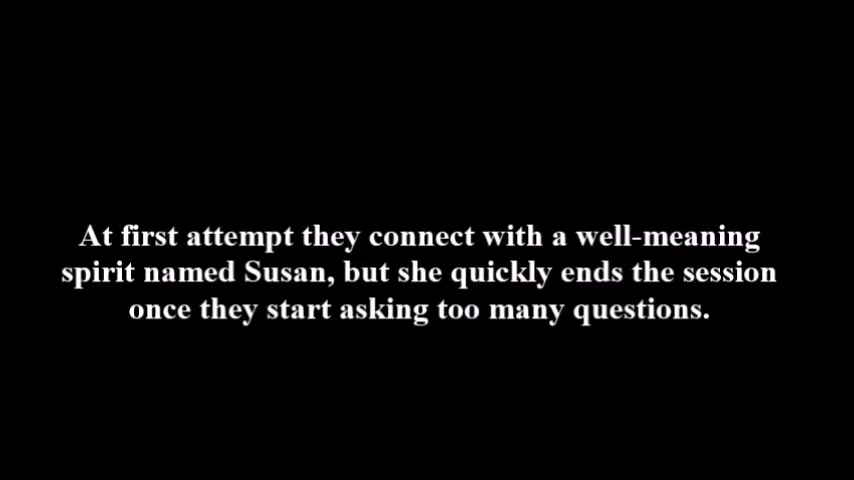 At first attempt they connect with a well-meaning
spirit named Susan, but she quickly ends the session
once they start asking too many questions.